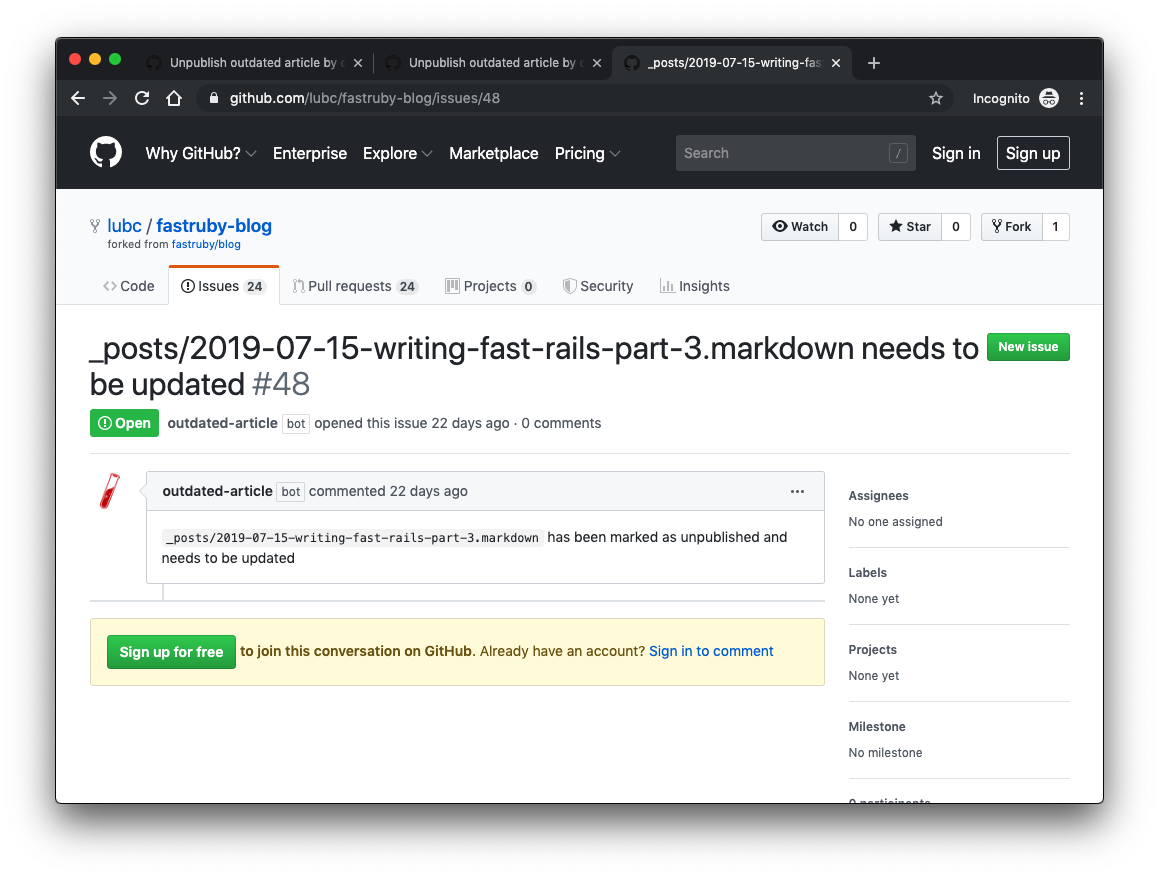 Unpublish outdated article by
Unpublish outdated article by
_posts/2019-07-15-writing-fas
github.com/lubc/fastruby-blog/issues/48
Incognito
Why GitHub? Enterprise Explore Marketplace Pricing
Search /
Sign in Sign up
lubc / fastruby-blog
forked from fastruby/blog
Watch 0 Star 0 Fork 1
Code Issues 24 Pull requests 24 Projects 0 Security Insights
_posts/2019-07-15-writing-fast-rails-part-3.markdown needs to
be updated #48
New issue
Open outdated-article bot opened this issue 22 days ago · 0 comments
outdated-article bot commented 22 days ago
_posts/2019-07-15-writing-fast-rails-part-3.markdown has been marked as unpublished and
needs to be updated
Sign up for free to join this conversation on GitHub. Already have an account? Sign in to comment
Assignees
No one assigned
Labels
None yet
Projects
None yet
Milestone
No milestone
0 participants